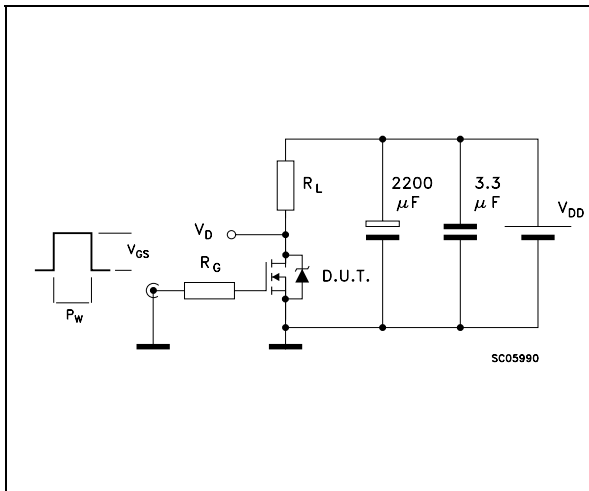 R_L
2200
μF
3.3
μF
V_DD
V_D
V_GS
R_G
D.U.T.
P_W
SC05990